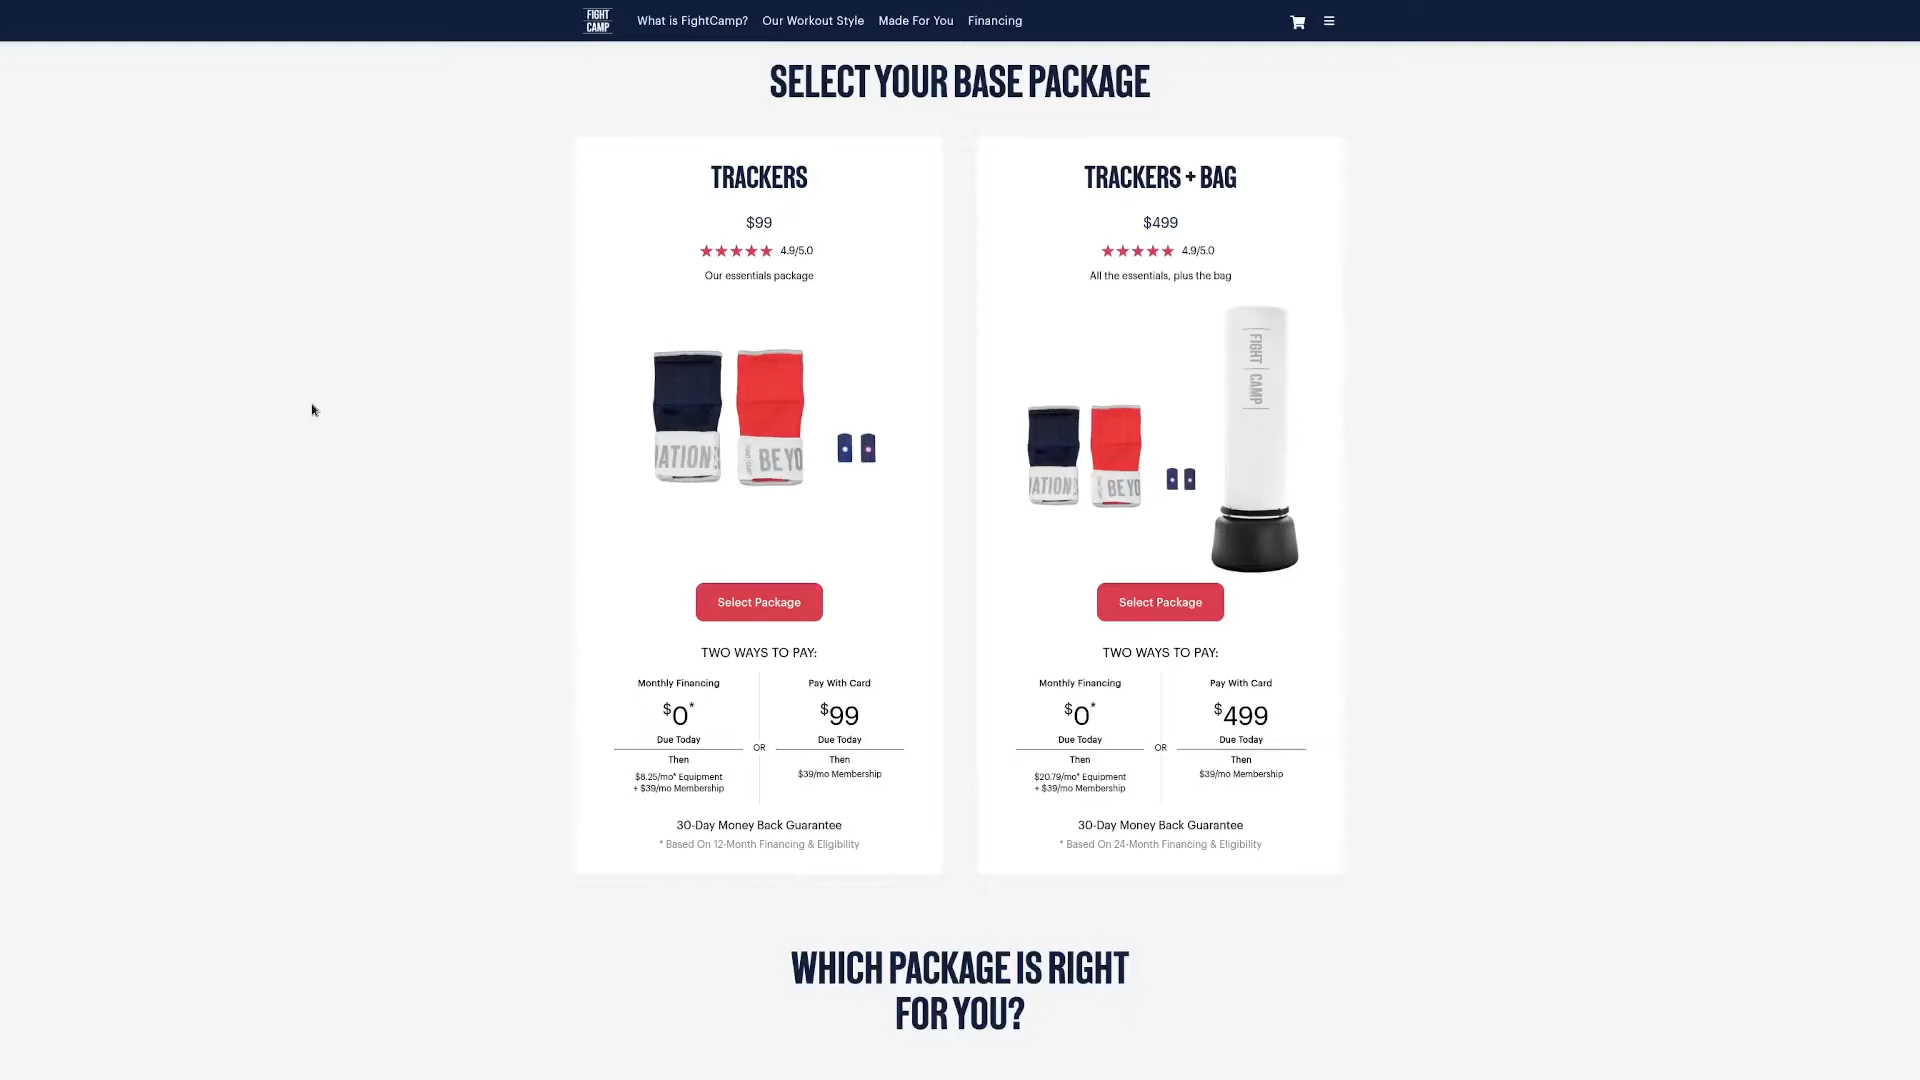 FIGHT
CAMP
What is FightCamp?
Our Workout Style
Made For You
Financing
SELECT YOUR BASE PACKAGE
TRACKERS
$99
4.9/5.0
Our essentials package
NATION
BE YO
Select Package
TWO WAYS TO PAY:
Monthly Financing
$0*
Due Today
Then
$8.25/mo* Equipment
+ $39/mo Membership
OR
Pay With Card
$99
Due Today
Then
$39/mo Membership
30-Day Money Back Guarantee
* Based On 12-Month Financing & Eligibility
TRACKERS + BAG
$499
4.9/5.0
All the essentials, plus the bag
NATION
BE YO
FIGHT CAMP
Select Package
TWO WAYS TO PAY:
Monthly Financing
$0*
Due Today
Then
$20.79/mo* Equipment
+ $39/mo Membership
OR
Pay With Card
$499
Due Today
Then
$39/mo Membership
30-Day Money Back Guarantee
* Based On 24-Month Financing & Eligibility
WHICH PACKAGE IS RIGHT
FOR YOU?